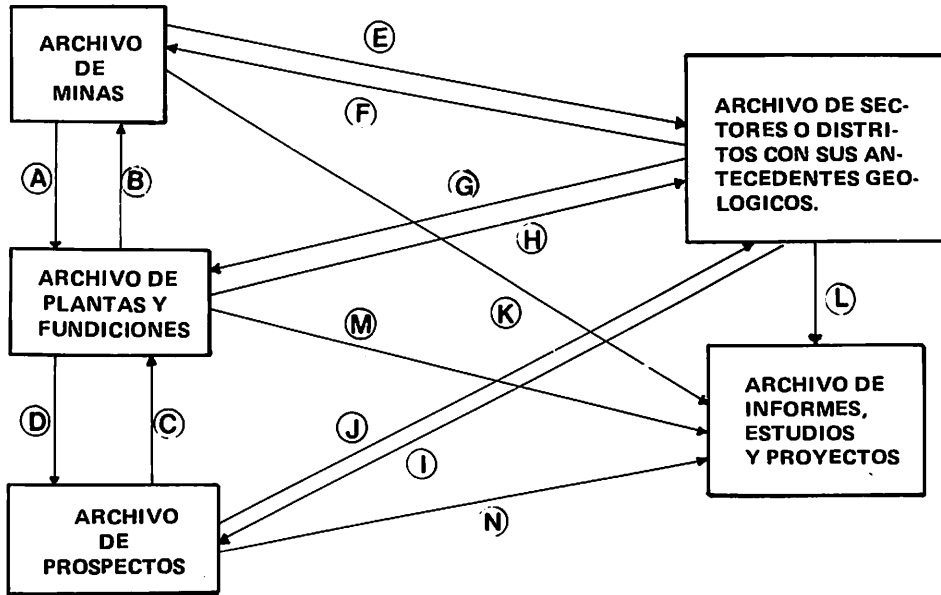 ARCHIVO
DE
MINAS
E
F
ARCHIVO DE SEC-
TORES O DISTRI-
TOS CON SUS AN-
TECEDENTES GEO-
LOGICOS.
A
B
G
H
ARCHIVO DE
PLANTAS Y
FUNDICIONES
K
L
M
ARCHIVO DE
INFORMES,
ESTUDIOS
Y PROYECTOS
D
C
J
I
ARCHIVO
DE
PROSPECTOS
N